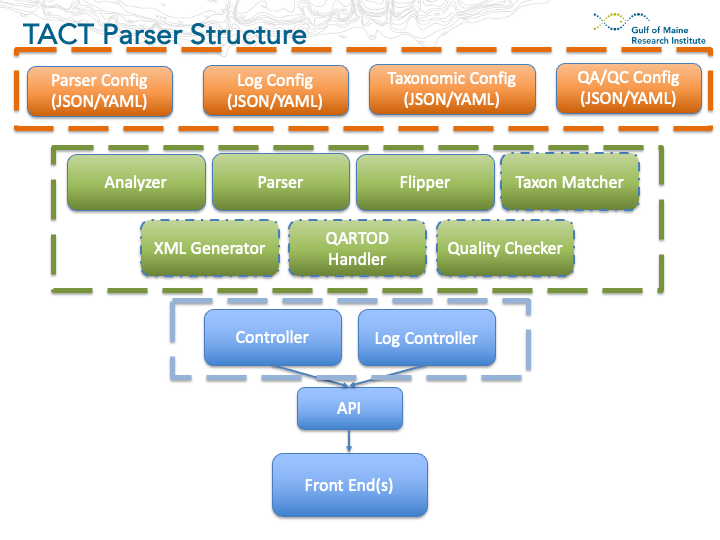 TACT Parser Structure
Gulf of Maine
Research Institute
Parser Config
(JSON/YAML)
Log Config
(JSON/YAML)
Taxonomic Config
(JSON/YAML)
QA/QC Config
(JSON/YAML)
Analyzer
Parser
Flipper
Taxon Matcher
XML Generator
QARTOD
Handler
Quality Checker
Controller
Log Controller
API
Front End(s)